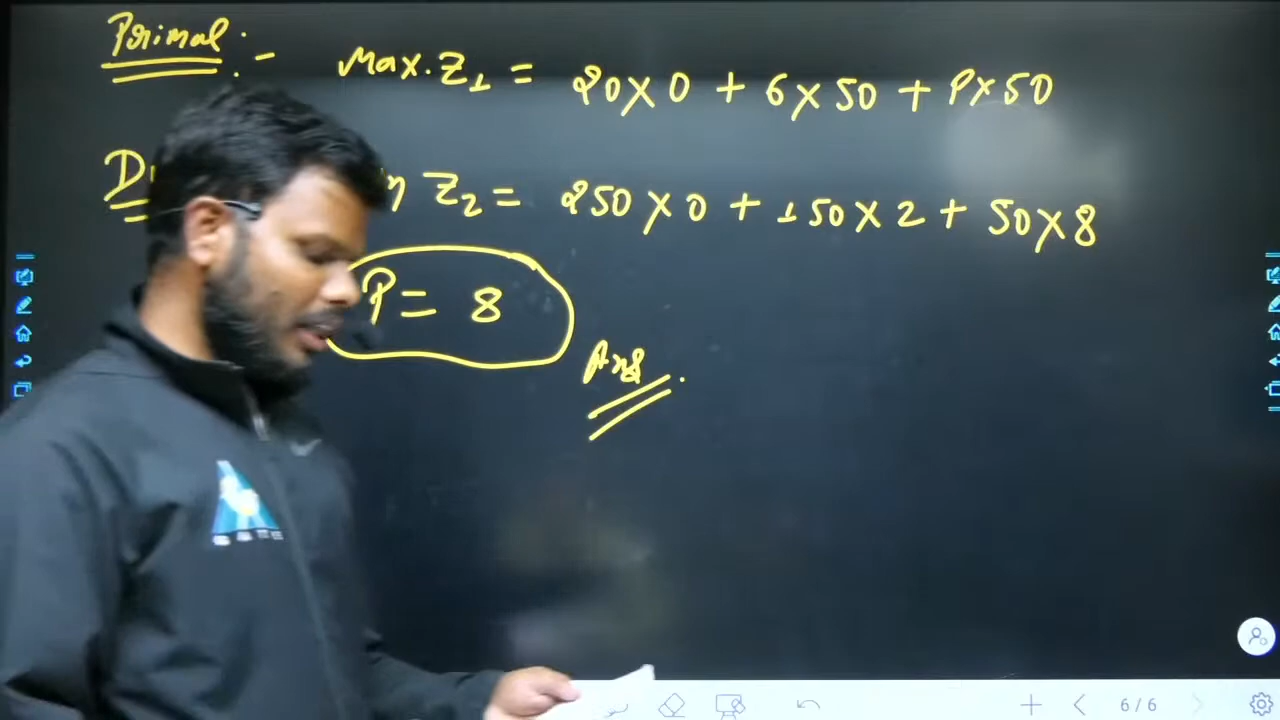 Primal :- Max. Z₁ = 20 × 0 + 6 × 50 + P × 50
Z₂ = 250 × 0 + 150 × 2 + 50 × 8
P = 8
Ans.
6 / 6